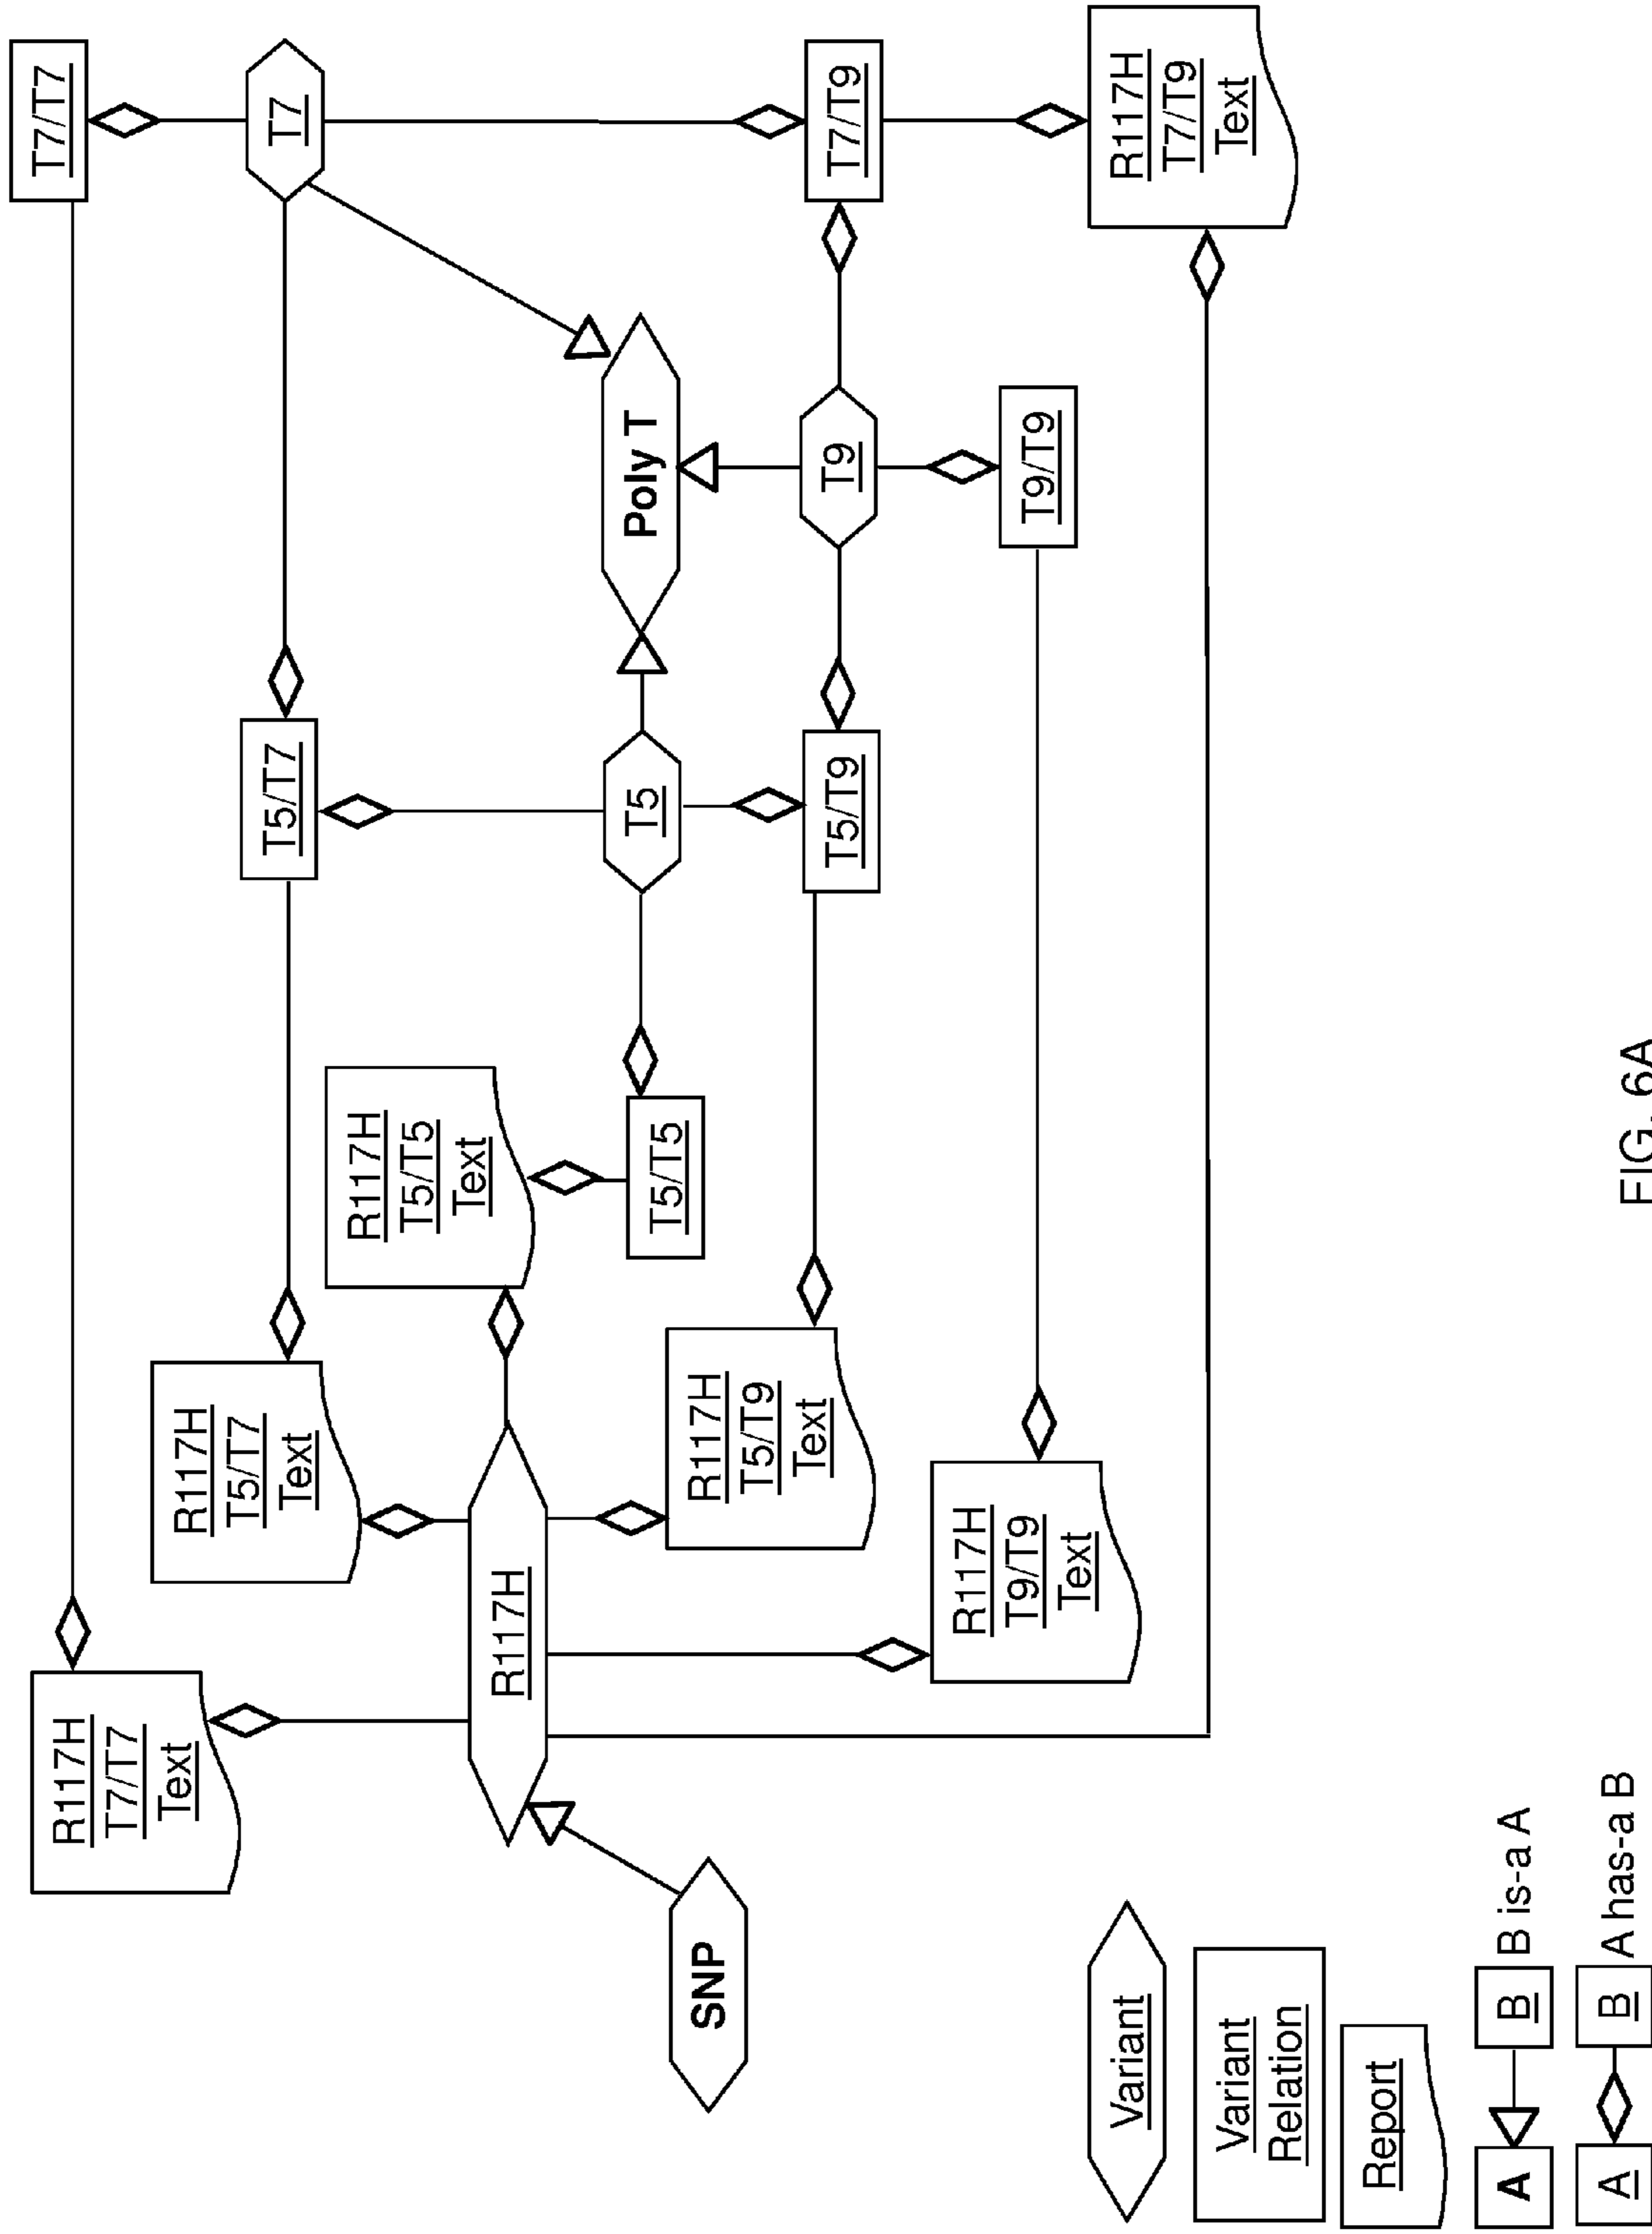 R117H
T7/T7
Text
T7/T7
R117H
T5/T7
Text
T5/T7
T7
R117H
T5/T5
Text
R117H
T5/T5
T5
Poly T
SNP
R117H
T5/T9
Text
T5/T9
T9
T7/T9
R117H
T9/T9
Text
T9/T9
R117H
T7/T9
Text
Variant
Variant
Relation
Report
A B B is-a A
A B A has-a B
FIG. 6A